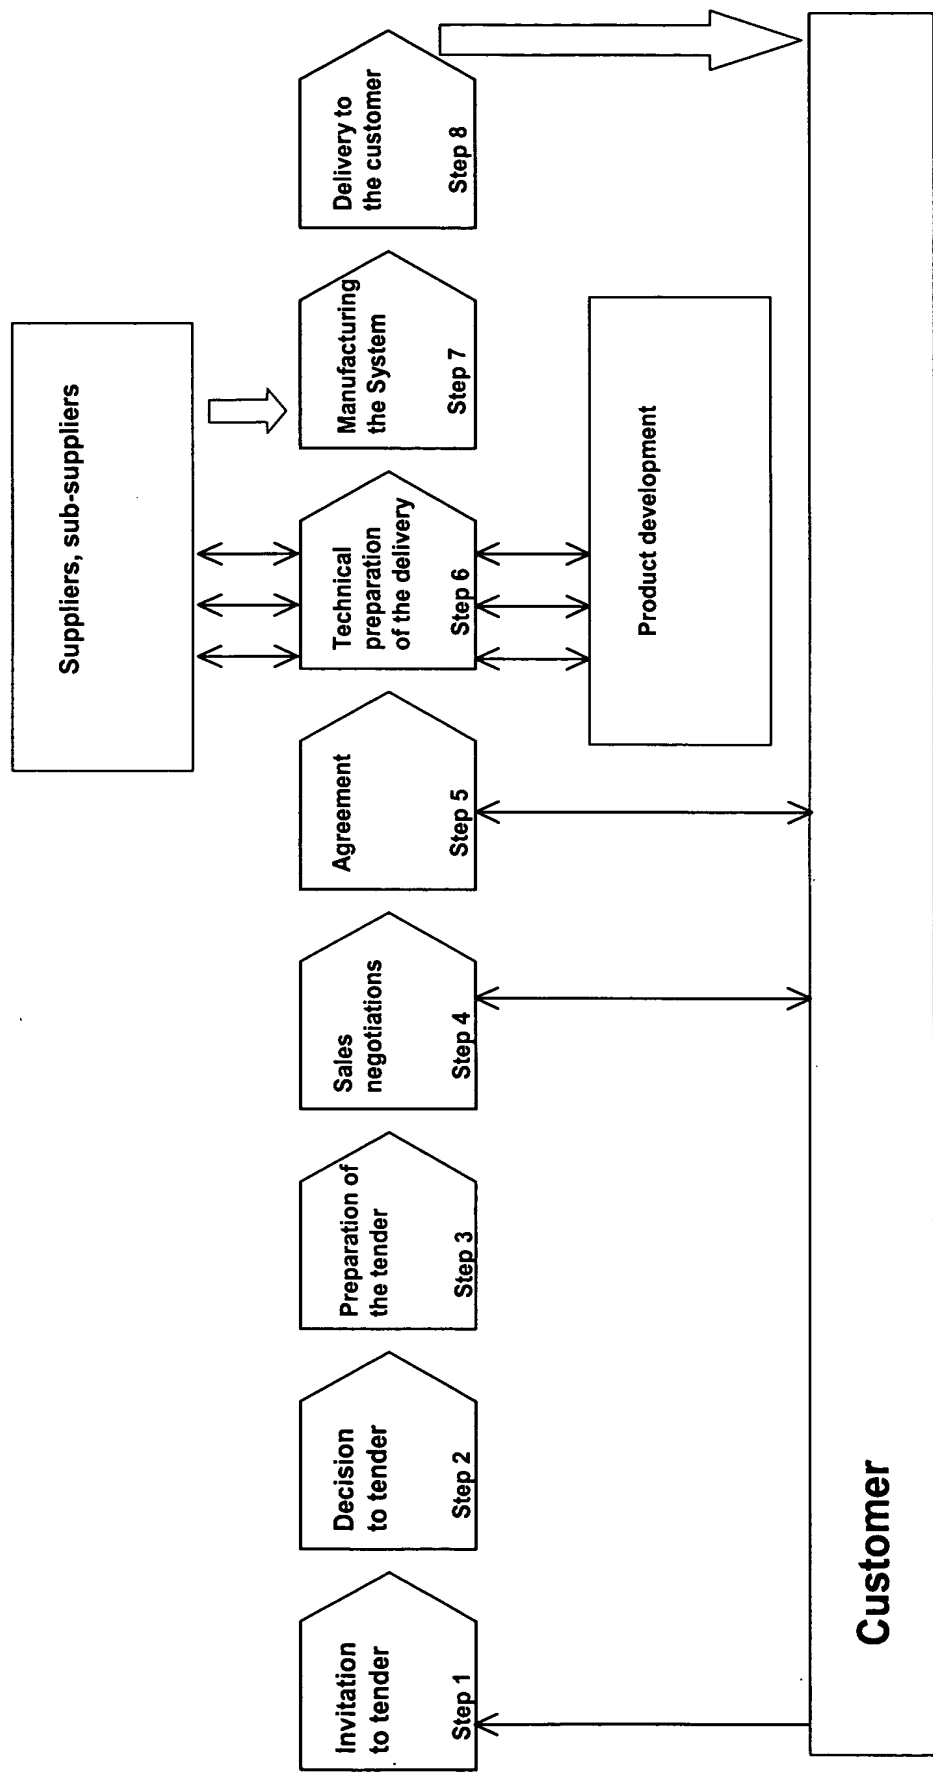 Suppliers, sub-suppliers
Invitation
to tender
Step 1
Decision
to tender
Step 2
Preparation of
the tender
Step 3
Sales
negotiations
Step 4
Agreement
Step 5
Technical
preparation
of the delivery
Step 6
Manufacturing
the System
Step 7
Delivery to
the customer
Step 8
Product development
Customer